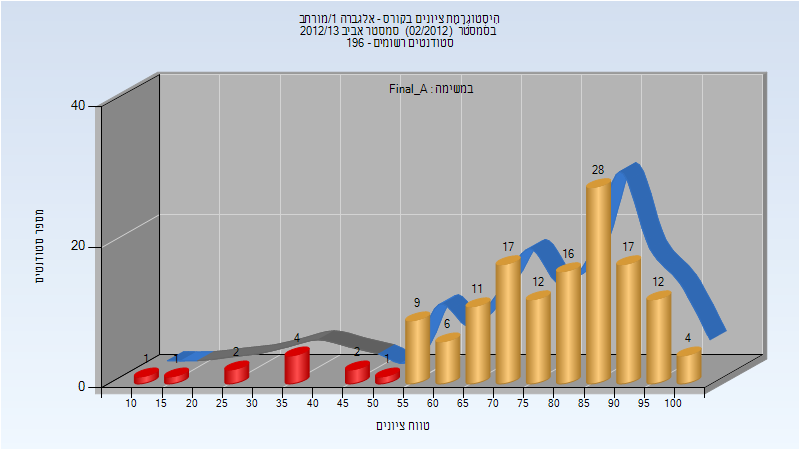 היסטוגרמת ציונים בקורס - אלגברה 1/מורחב
בסמסטר (02/2012) סמסטר אביב 2012/13
סטודנטים רשומים - 196
במשימה : Final_A
מספר סטודנטים
40
20
0
1 1 2 4 2 1 9 6 11 17 12 16 28 17 12 4
10 15 20 25 30 35 40 45 50 55 60 65 70 75 80 85 90 95 100
טווח ציונים